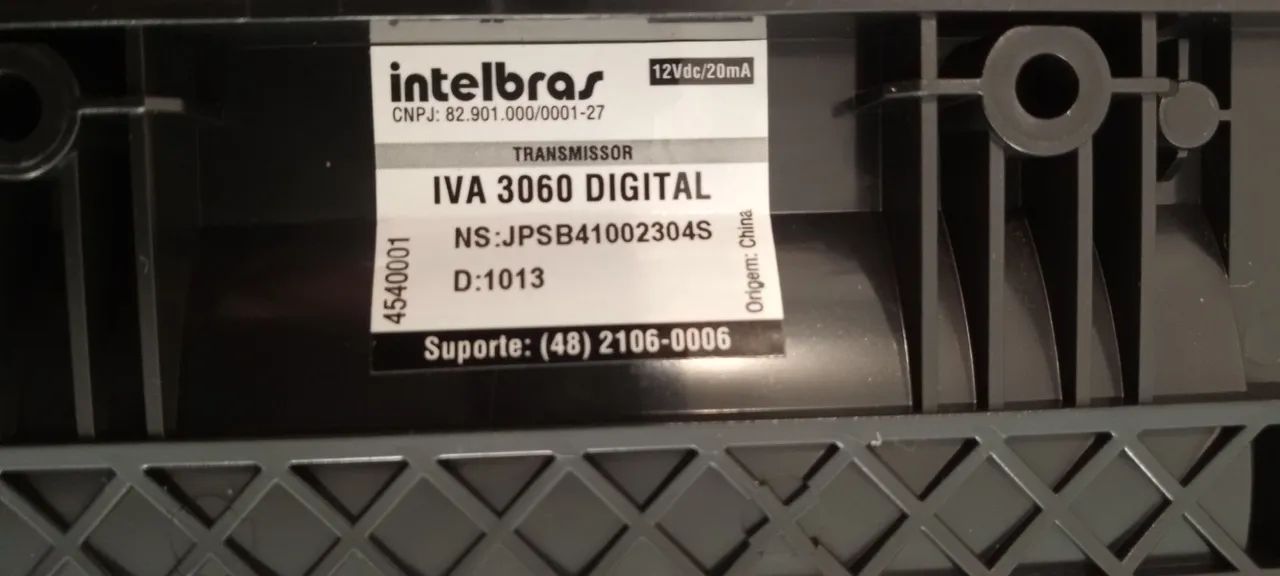 intelbras
12Vdc/20mA
CNPJ: 82.901.000/0001-27
TRANSMISSOR
IVA 3060 DIGITAL
NS:JPSB41002304S
D:1013
4540001
Origem: China
Suporte: (48) 2106-0006